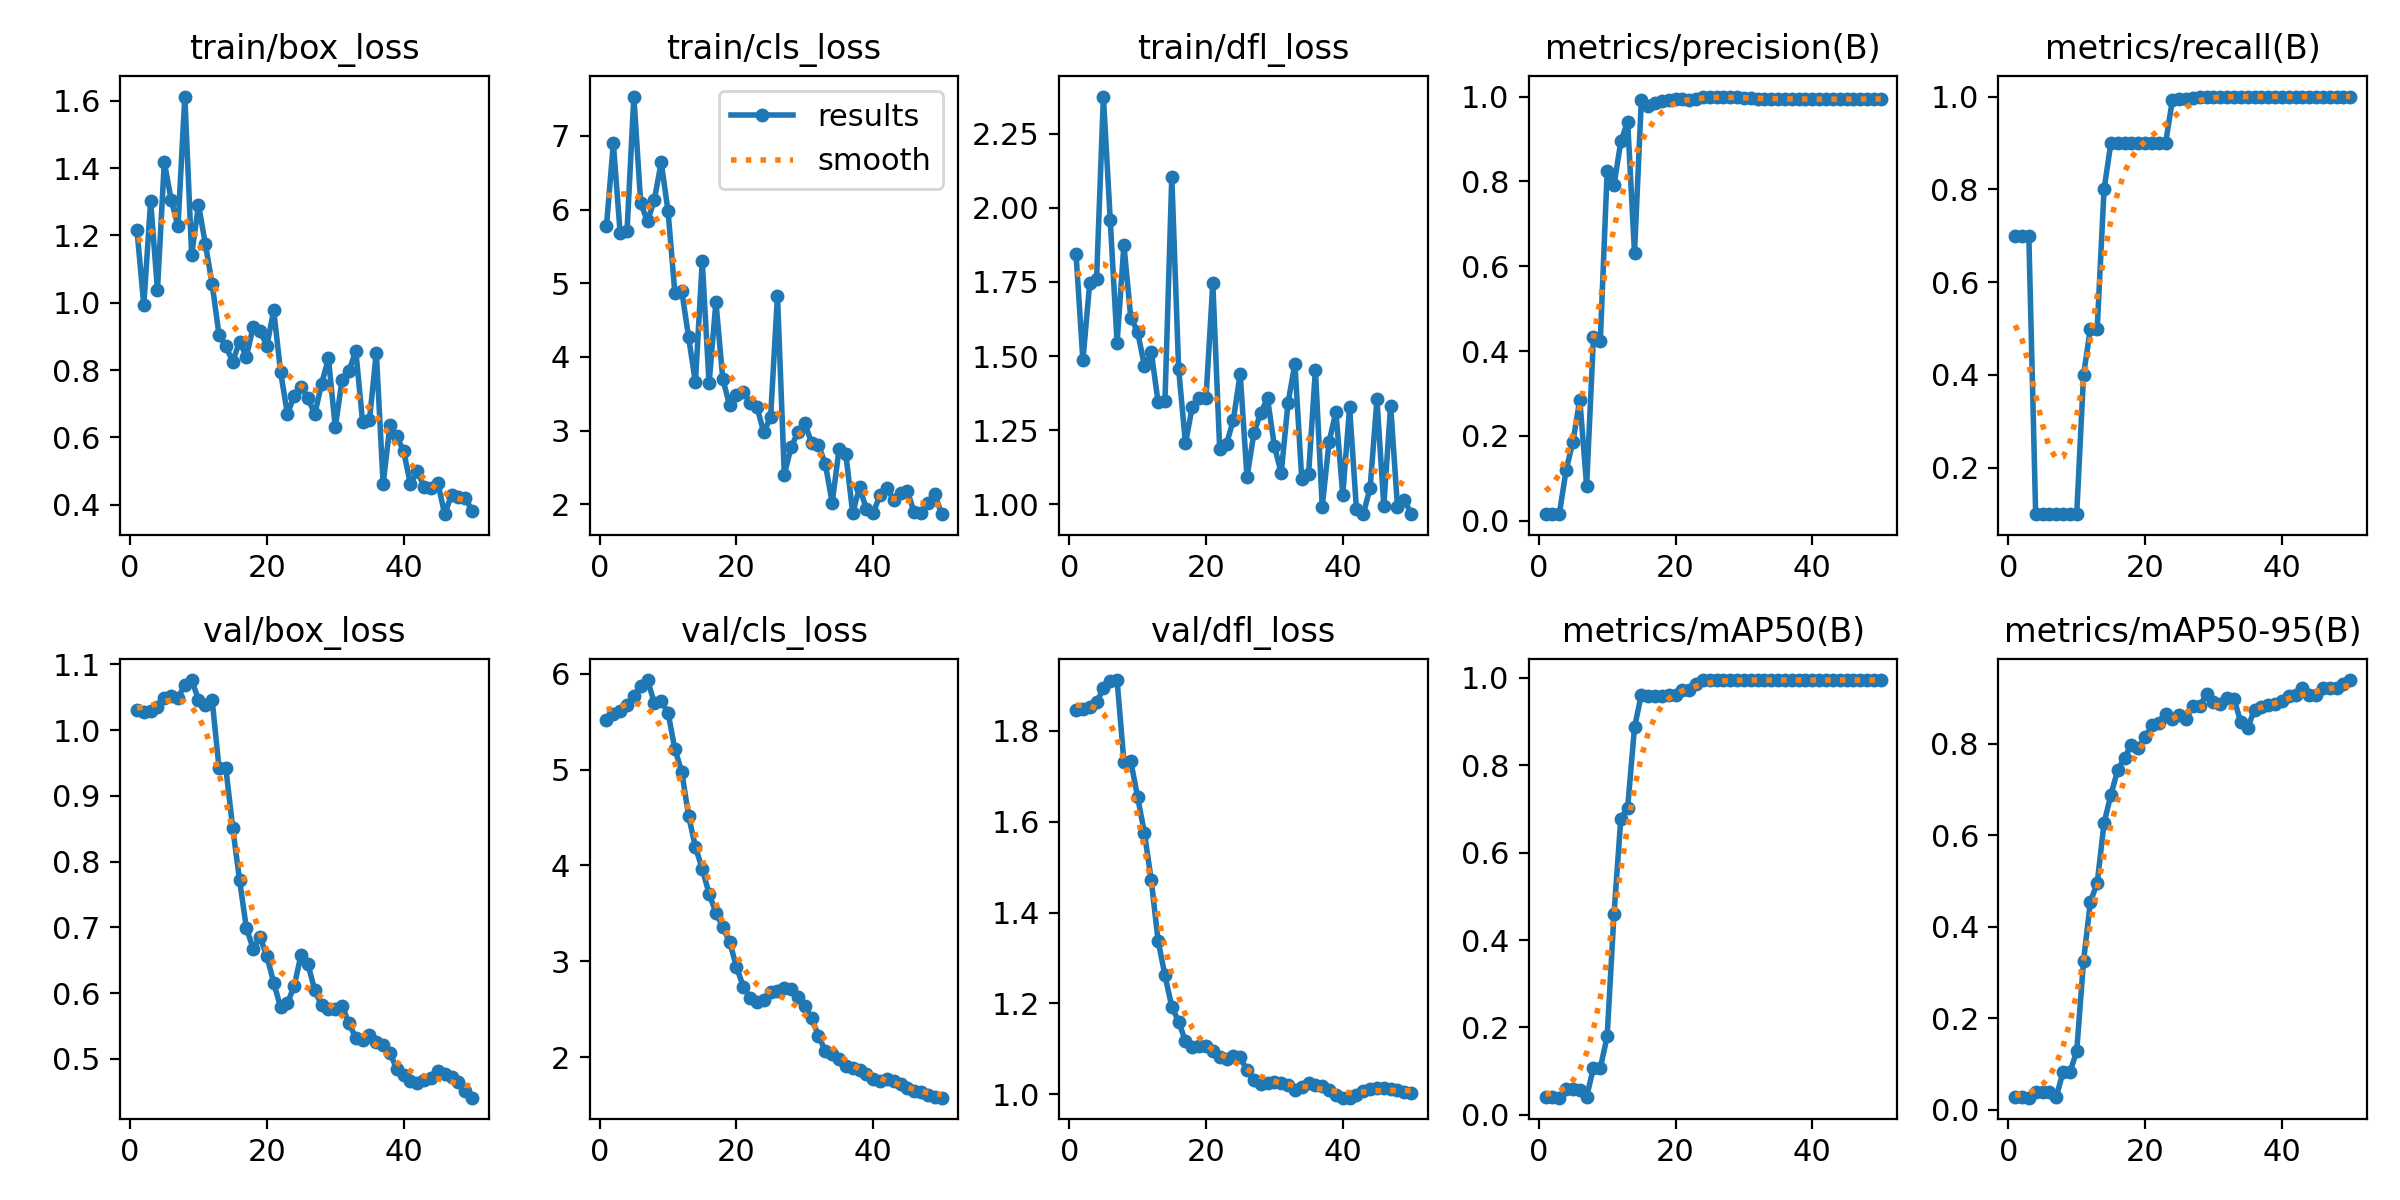 train/box_loss
1.6
1.4
1.2
1.0
0.8
0.6
0.4
0 20 40
train/cls_loss
results
smooth
7
6
5
4
3
2
0 20 40
train/dfl_loss
2.25
2.00
1.75
1.50
1.25
1.00
0 20 40
metrics/precision(B)
1.0
0.8
0.6
0.4
0.2
0.0
0 20 40
metrics/recall(B)
1.0
0.8
0.6
0.4
0.2
0 20 40
val/box_loss
1.1
1.0
0.9
0.8
0.7
0.6
0.5
0 20 40
val/cls_loss
6
5
4
3
2
0 20 40
val/dfl_loss
1.8
1.6
1.4
1.2
1.0
0 20 40
metrics/mAP50(B)
1.0
0.8
0.6
0.4
0.2
0.0
0 20 40
metrics/mAP50-95(B)
0.8
0.6
0.4
0.2
0.0
0 20 40